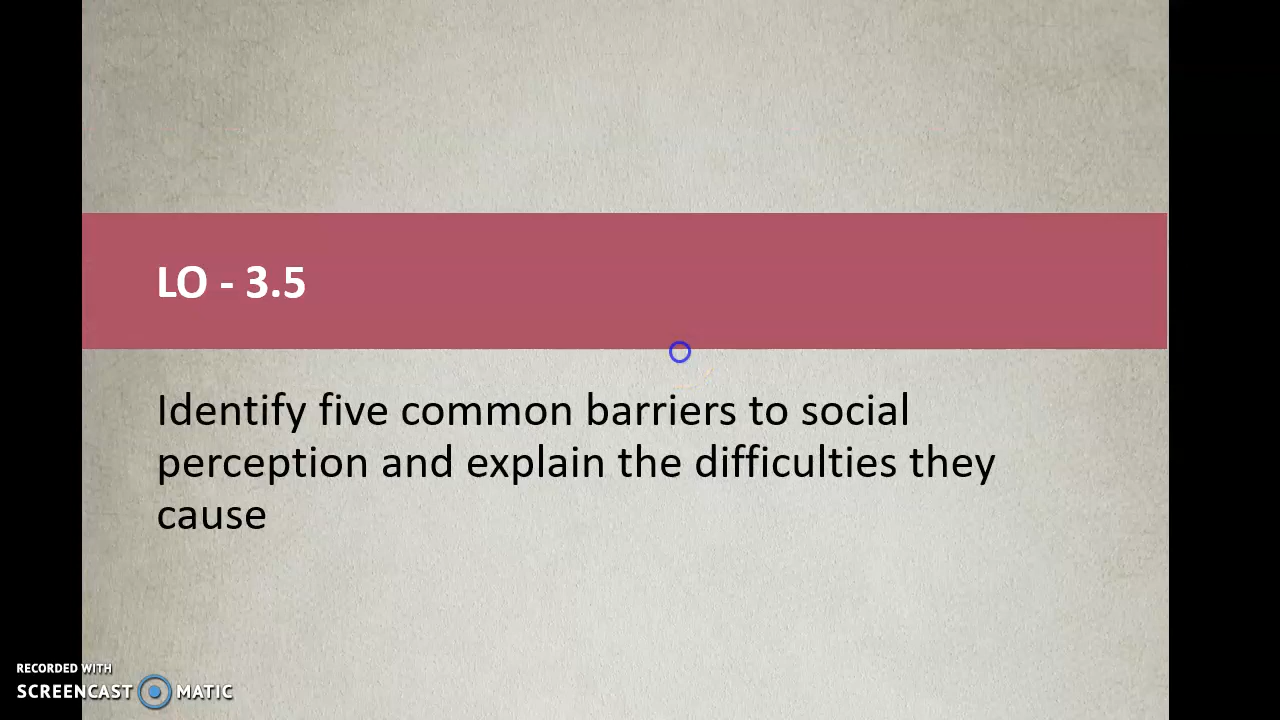 LO - 3.5
Identify five common barriers to social
perception and explain the difficulties they
cause
RECORDED WITH
SCREENCAST MATIC